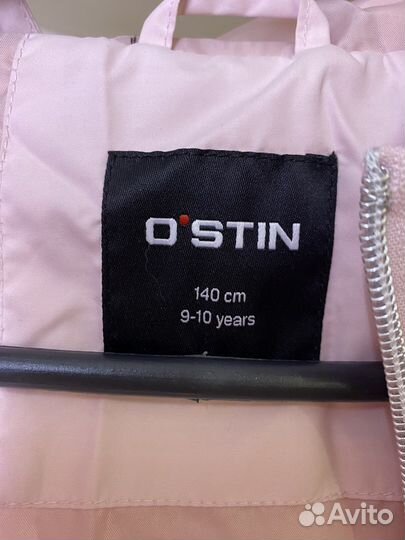 O'STIN
140 cm
9-10 years
Avito